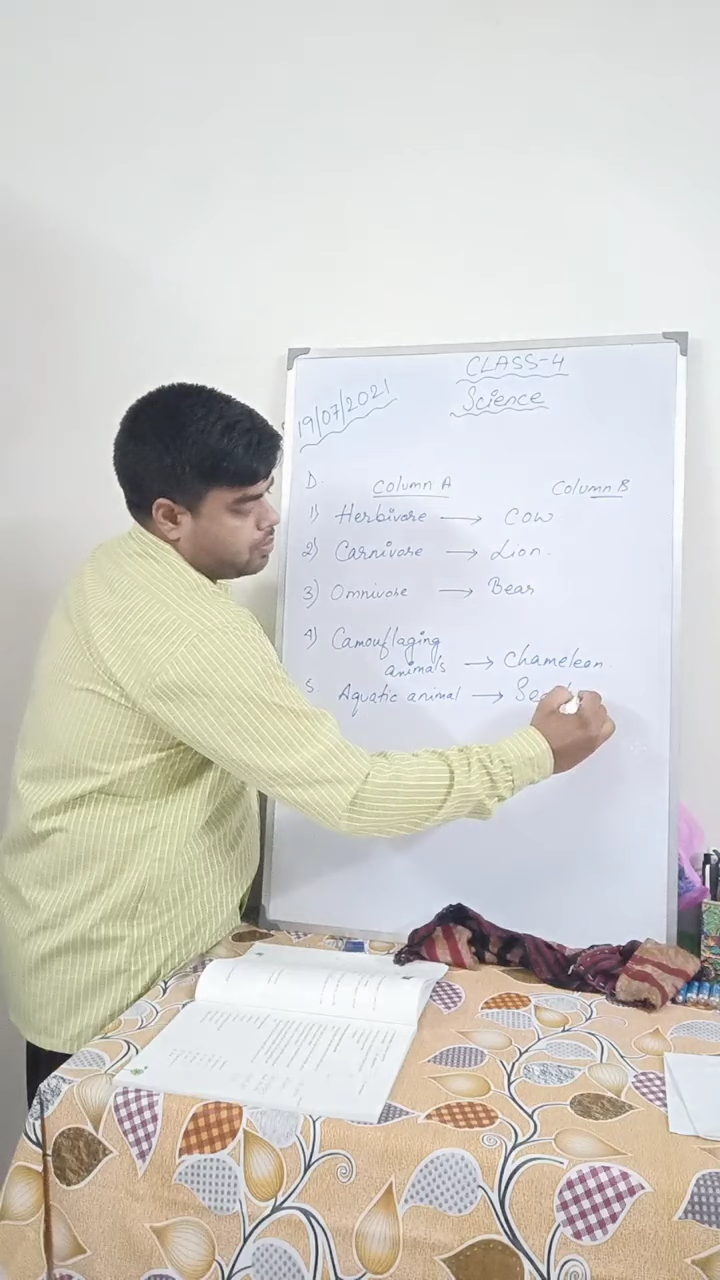 CLASS-4
19/07/2021
Science
D.
Column A Column B
1) Herbivore → Cow
2) Carnivore → Lion.
3) Omnivore → Bear
4) Camouflaging
animals → Chameleon.
5. Aquatic animal →